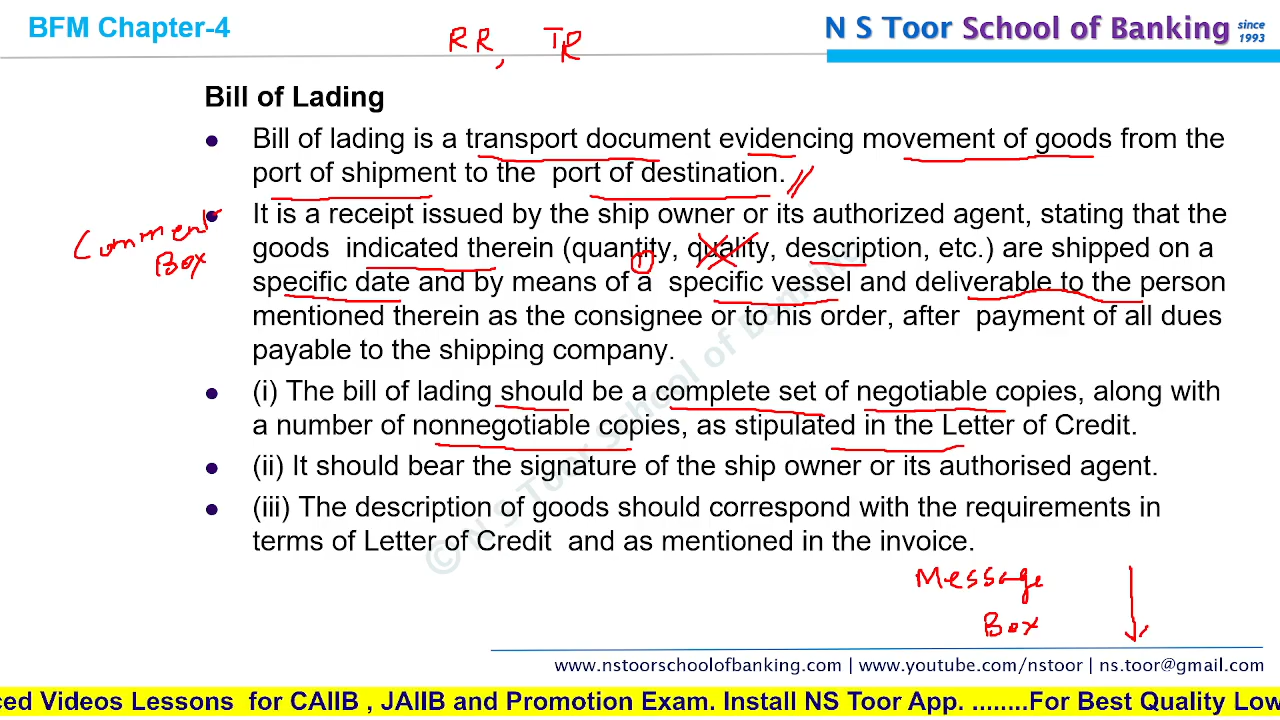 BFM Chapter-4
N S Toor School of Banking since 1993
RR, TR
Bill of Lading
• Bill of lading is a transport document evidencing movement of goods from the
port of shipment to the port of destination.
• It is a receipt issued by the ship owner or its authorized agent, stating that the
goods indicated therein (quantity, quality, description, etc.) are shipped on a
specific date and by means of a specific vessel and deliverable to the person
mentioned therein as the consignee or to his order, after payment of all dues
payable to the shipping company.
Comment
Box
• (i) The bill of lading should be a complete set of negotiable copies, along with
a number of nonnegotiable copies, as stipulated in the Letter of Credit.
• (ii) It should bear the signature of the ship owner or its authorised agent.
• (iii) The description of goods should correspond with the requirements in
terms of Letter of Credit and as mentioned in the invoice.
© N S Toor School of Banking
Message
Box
www.nstoorschoolofbanking.com | www.youtube.com/nstoor | ns.toor@gmail.com
ced Videos Lessons for CAIIB , JAIIB and Promotion Exam. Install NS Toor App. ........For Best Quality Low